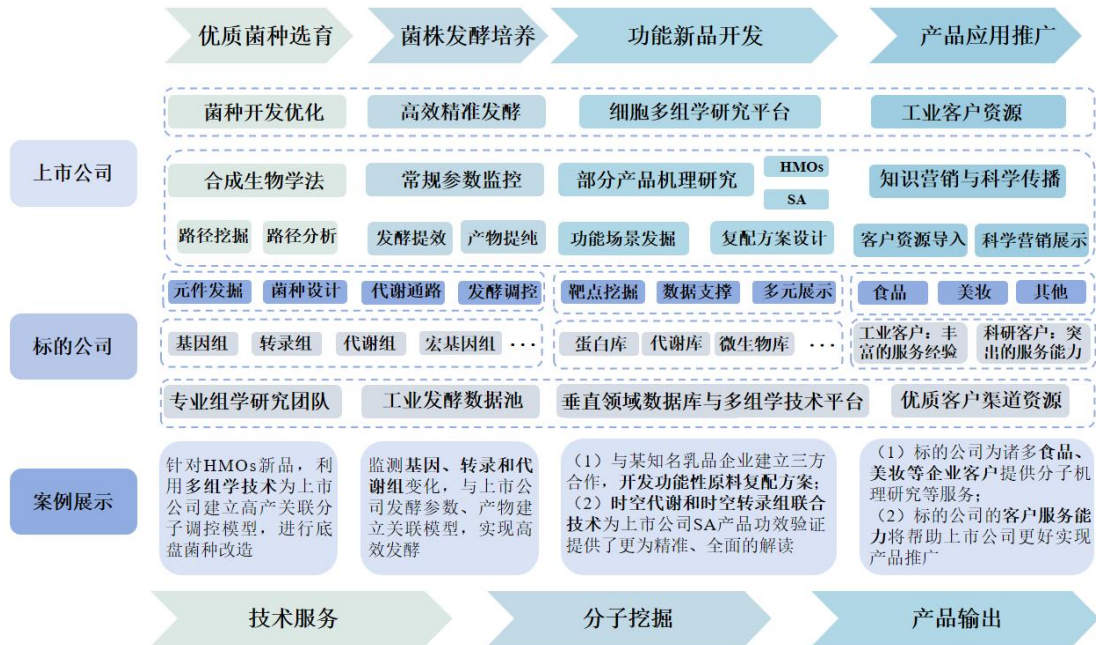 优质菌种选育
菌株发酵培养
功能新品开发
产品应用推广
上市公司
菌种开发优化
高效精准发酵
细胞多组学研究平台
工业客户资源
合成生物学法
常规参数监控
部分产品机理研究
HMOs
SA
知识营销与科学传播
路径挖掘
路径分析
发酵提效
产物提纯
功能场景发掘
复配方案设计
客户资源导入
科学营销展示
标的公司
元件发掘
菌种设计
代谢通路
发酵调控
靶点挖掘
数据支撑
多元展示
食品
美妆
其他
基因组
转录组
代谢组
宏基因组
···
蛋白库
代谢库
微生物库
···
工业客户：丰
富的服务经验
科研客户：突
出的服务能力
专业组学研究团队
工业发酵数据池
垂直领域数据库与多组学技术平台
优质客户渠道资源
案例展示
针对HMOs新品，利
用多组学技术为上市
公司建立高产关联分
子调控模型，进行底
盘菌种改造
监测基因、转录和代
谢组变化，与上市公
司发酵参数、产物建
立关联模型，实现高
效发酵
（1）与某知名乳品企业建立三方
合作，开发功能性原料复配方案；
（2）时空代谢和时空转录组联合
技术为上市公司SA产品功效验证
提供了更为精准、全面的解读
（1）标的公司为诸多食品、
美妆等企业客户提供分子机
理研究等服务；
（2）标的公司的客户服务能
力将帮助上市公司更好实现
产品推广
技术服务
分子挖掘
产品输出